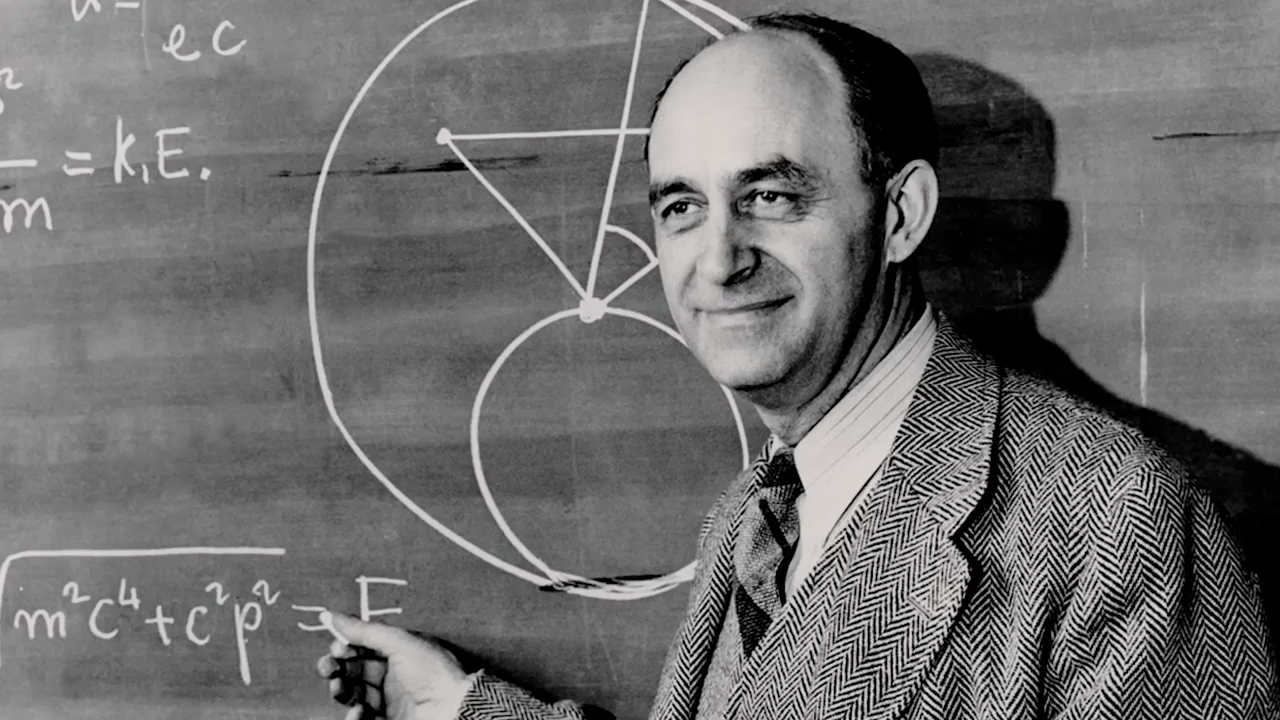 ec
m = k₁E.
√m²c⁴+c²p² = E